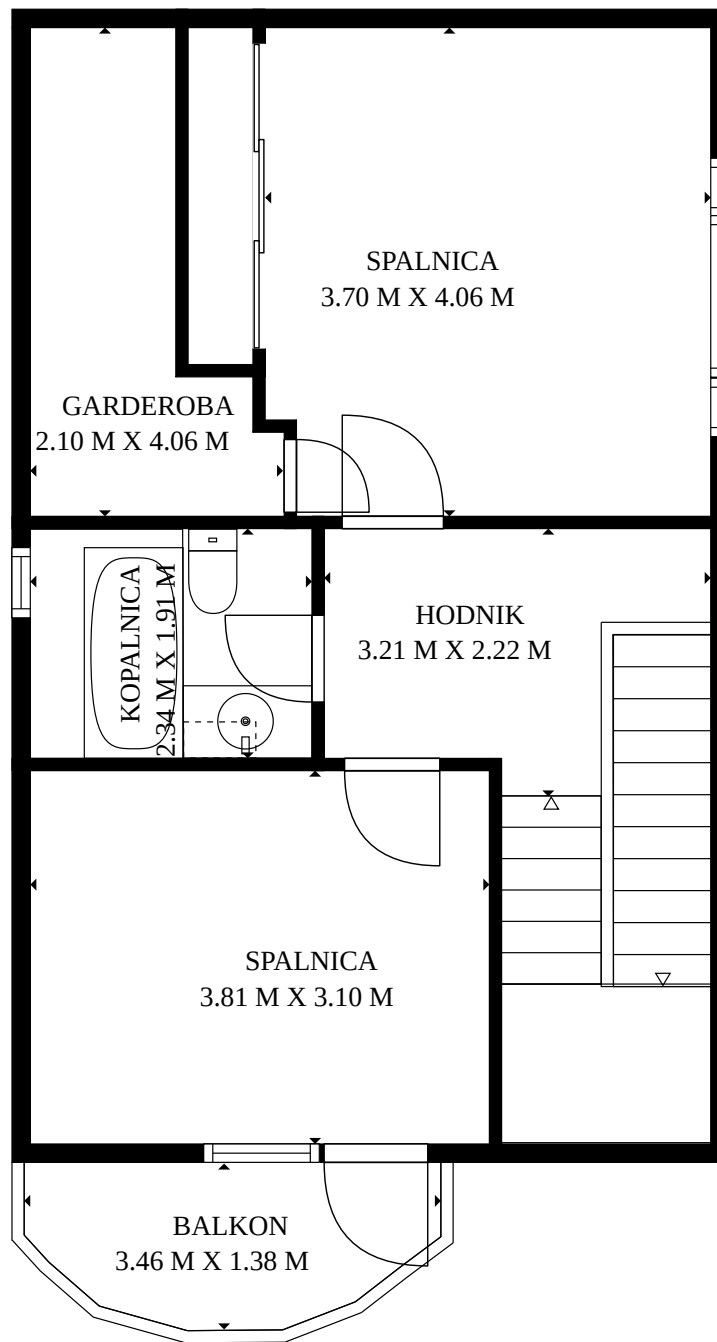 SPALNICA
3.70 M X 4.06 M
GARDEROBA
2.10 M X 4.06 M
KOPALNICA
2.34 M X 1.91 M
HODNIK
3.21 M X 2.22 M
SPALNICA
3.81 M X 3.10 M
BALKON
3.46 M X 1.38 M